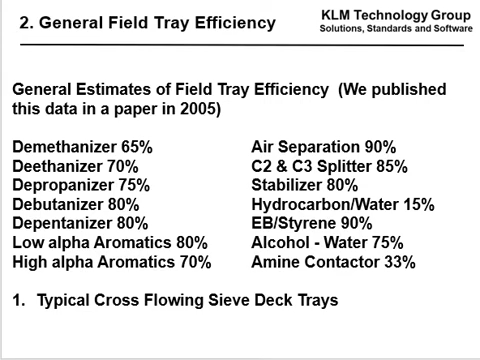 2. General Field Tray Efficiency
KLM Technology Group
Solutions, Standards and Software
General Estimates of Field Tray Efficiency (We published
this data in a paper in 2005)
Demethanizer 65%
Deethanizer 70%
Depropanizer 75%
Debutanizer 80%
Depentanizer 80%
Low alpha Aromatics 80%
High alpha Aromatics 70%
Air Separation 90%
C2 & C3 Splitter 85%
Stabilizer 80%
Hydrocarbon/Water 15%
EB/Styrene 90%
Alcohol - Water 75%
Amine Contactor 33%
1. Typical Cross Flowing Sieve Deck Trays